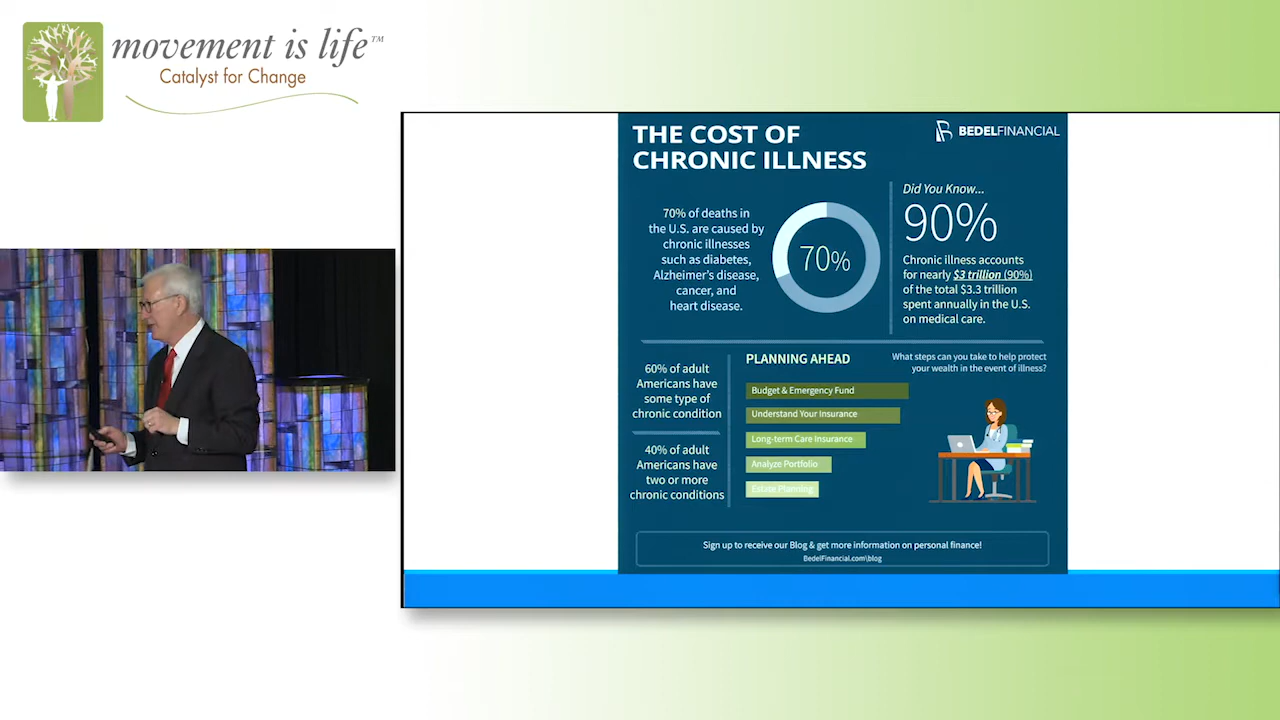 movement is life™
Catalyst for Change
THE COST OF
CHRONIC ILLNESS
BEDELFINANCIAL
70% of deaths in
the U.S. are caused by
chronic illnesses
such as diabetes,
Alzheimer's disease,
cancer, and
heart disease.
70%
Did You Know...
90%
Chronic illness accounts
for nearly $3 trillion (90%)
of the total $3.3 trillion
spent annually in the U.S.
on medical care.
60% of adult
Americans have
some type of
chronic condition
40% of adult
Americans have
two or more
chronic conditions
PLANNING AHEAD
What steps can you take to help protect
your wealth in the event of illness?
Budget & Emergency Fund
Understand Your Insurance
Long-term Care Insurance
Analyze Portfolio
Estate Planning
Sign up to receive our Blog & get more information on personal finance!
BedelFinancial.com\blog